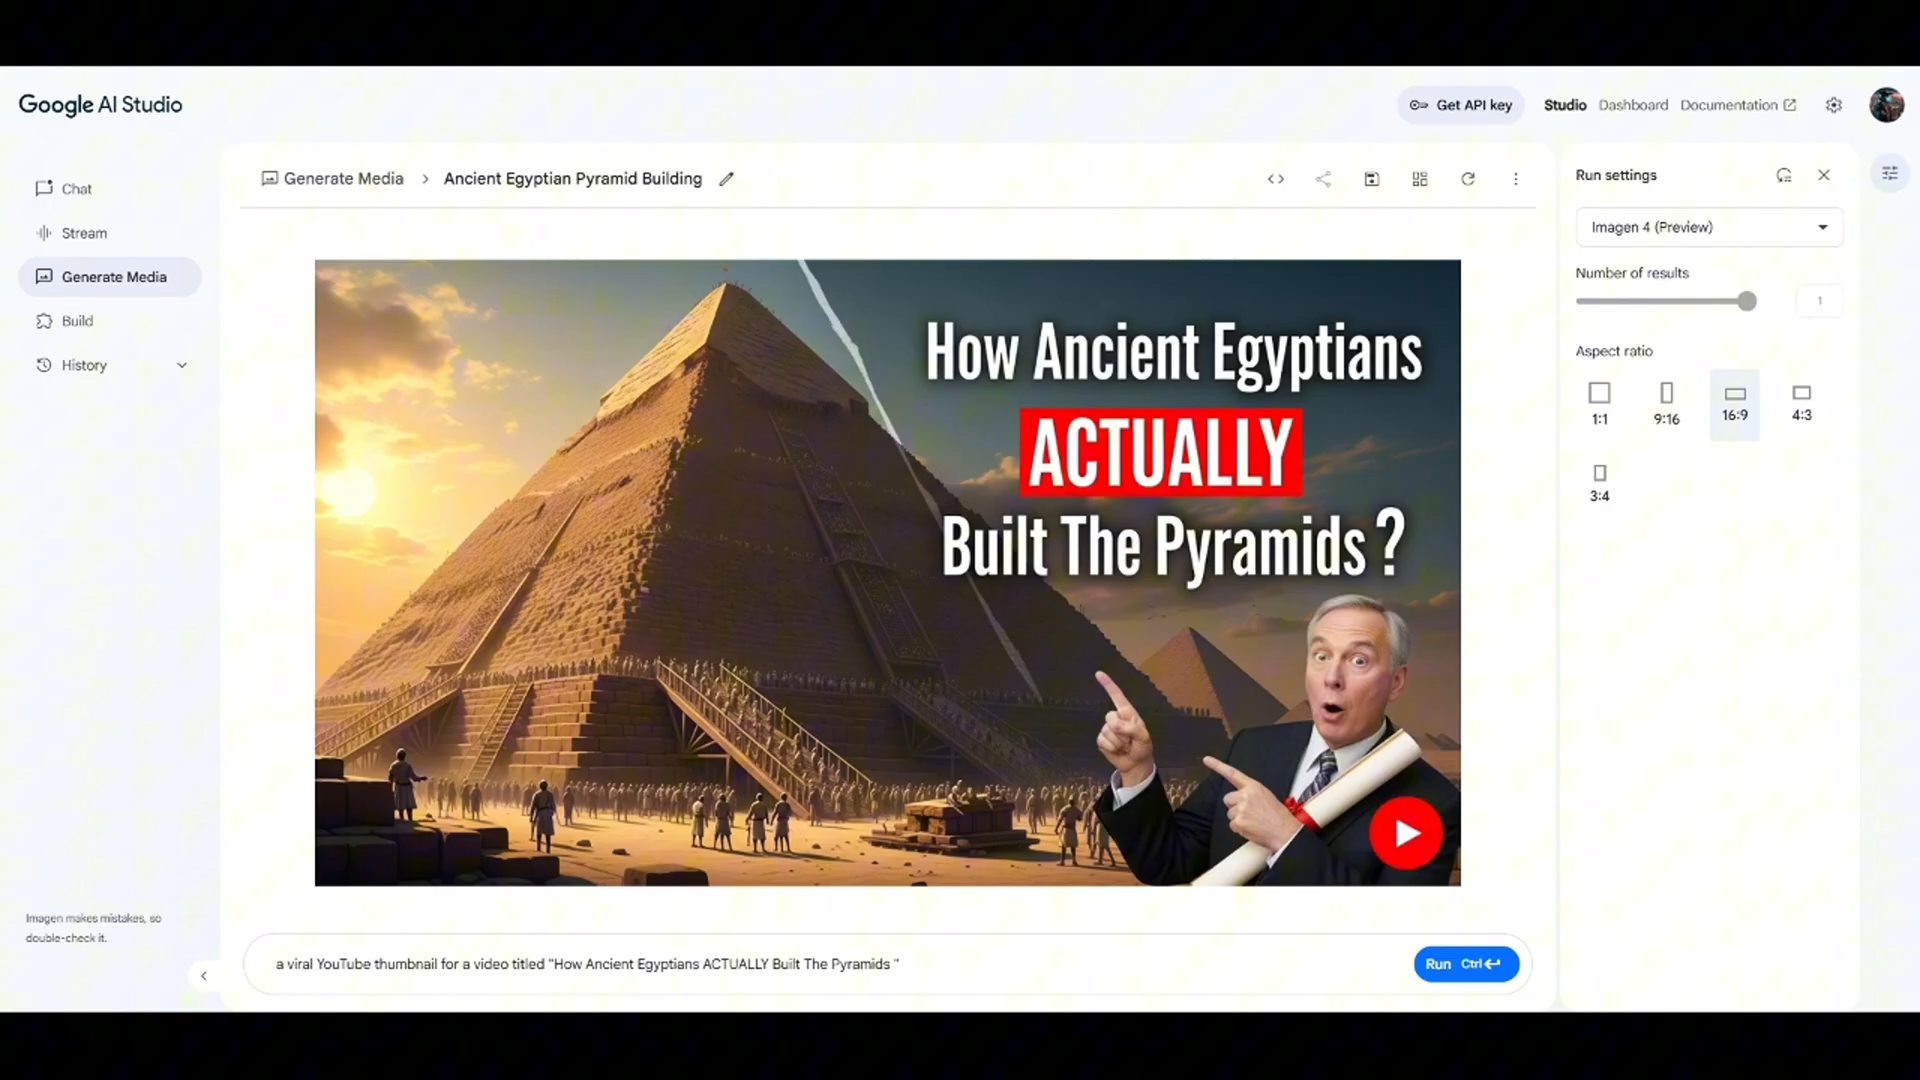 Google AI Studio
Get API key
Studio
Dashboard
Documentation
Chat
Stream
Generate Media
Build
History
Imagen makes mistakes, so
double-check it.
Generate Media > Ancient Egyptian Pyramid Building
How Ancient Egyptians
ACTUALLY
Built The Pyramids ?
a viral YouTube thumbnail for a video titled "How Ancient Egyptians ACTUALLY Built The Pyramids "
Run Ctrl
Run settings
Imagen 4 (Preview)
Number of results
1
Aspect ratio
1:1
9:16
16:9
4:3
3:4